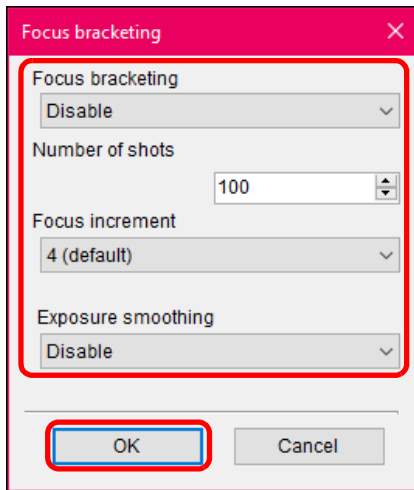 Focus bracketing
Focus bracketing
Disable
Number of shots
100
Focus increment
4 (default)
Exposure smoothing
Disable
OK Cancel